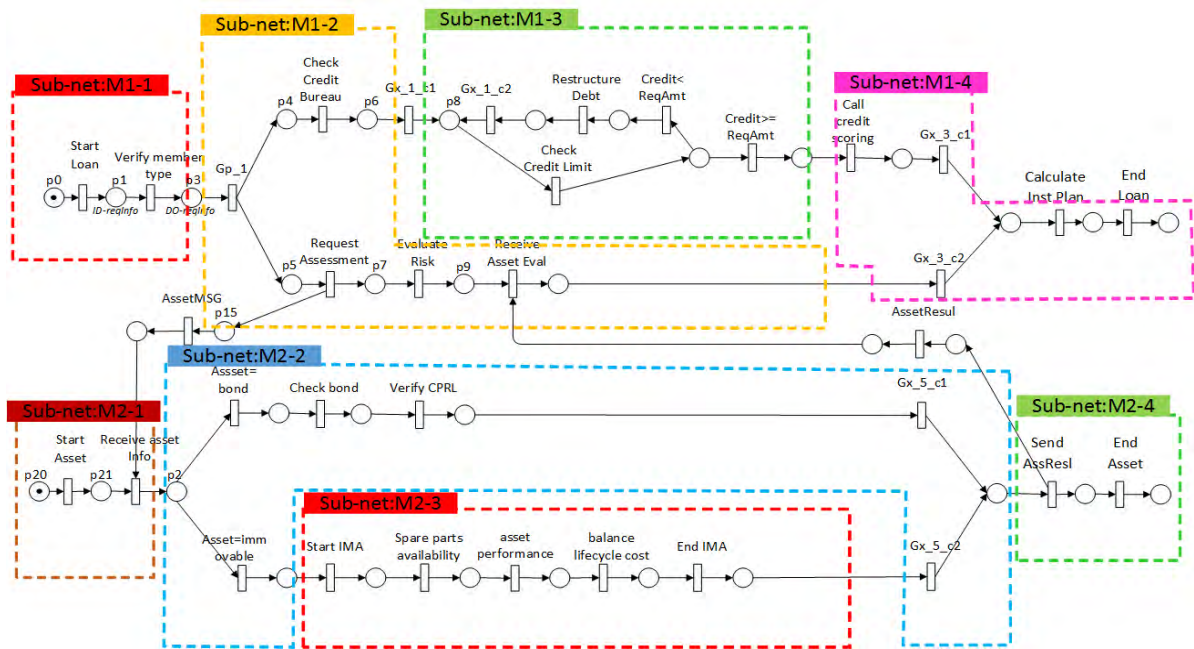 Sub-net:M1-3
Sub-net:M1-2
Sub-net:M1-1
Sub-net:M1-4
Check
Credit
Bureau
p4
p6
Gx_1_c1
p8
Gx_1_c2
Restructure
Debt
Credit<
ReqAmt
Credit>=
ReqAmt
Check
Credit Limit
Call
credit
scoring
Gx_3_c1
Start
Loan
Verify member
type
p0
p1
p3
Gp_1
ID-reqInfo
DO-reqInfo
Calculate
Inst Plan
End
Loan
Request
Assessment
Evaluate
Risk
Receive
Asset Eval
p5
p7
p9
Gx_3_c2
AssetMSG
p15
AssetResul
Sub-net:M2-2
Assset=
bond
Check bond
Verify CPRL
Gx_5_c1
Sub-net:M2-1
Sub-net:M2-4
Start
Asset
Receive asset
Info
p20
p21
p2
Send
AssResl
End
Asset
Sub-net:M2-3
Asset=imm
ovable
Start IMA
Spare parts
availability
asset
performance
balance
lifecycle cost
End IMA
Gx_5_c2